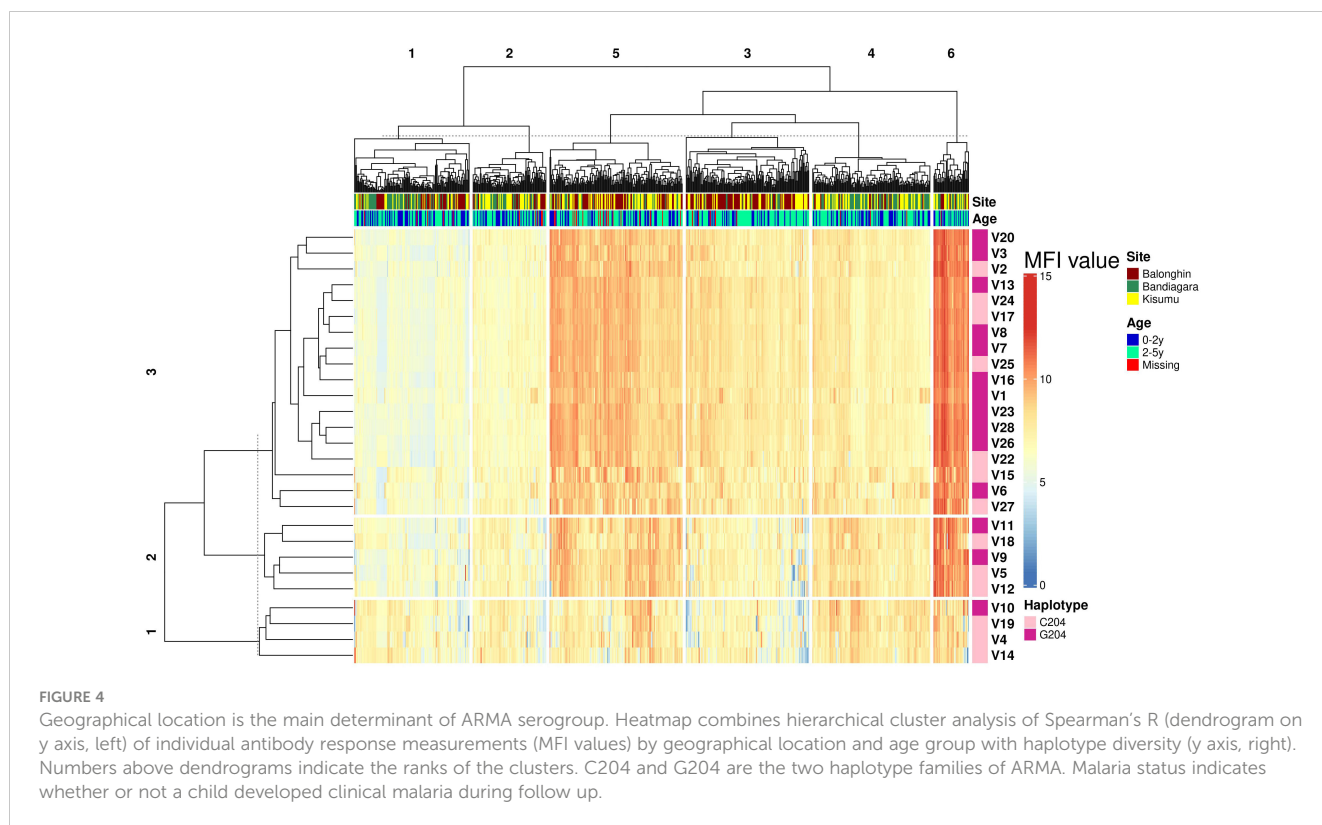 1 2 5 3 4 6
Site
Age
V20
V3
V2
V13
V24
V17
V8
V7
V25
V16
V1
V23
V28
V26
V22
V15
V6
V27
V11
V18
V9
V5
V12
V10
V19
V4
V14
3
2
1
MFI value
15
10
5
0
Site
Balonghin
Bandiagara
Kisumu
Age
0-2y
2-5y
Missing
Haplotype
C204
G204
FIGURE 4
Geographical location is the main determinant of ARMA serogroup. Heatmap combines hierarchical cluster analysis of Spearman's R (dendrogram on
y axis, left) of individual antibody response measurements (MFI values) by geographical location and age group with haplotype diversity (y axis, right).
Numbers above dendrograms indicate the ranks of the clusters. C204 and G204 are the two haplotype families of ARMA. Malaria status indicates
whether or not a child developed clinical malaria during follow up.